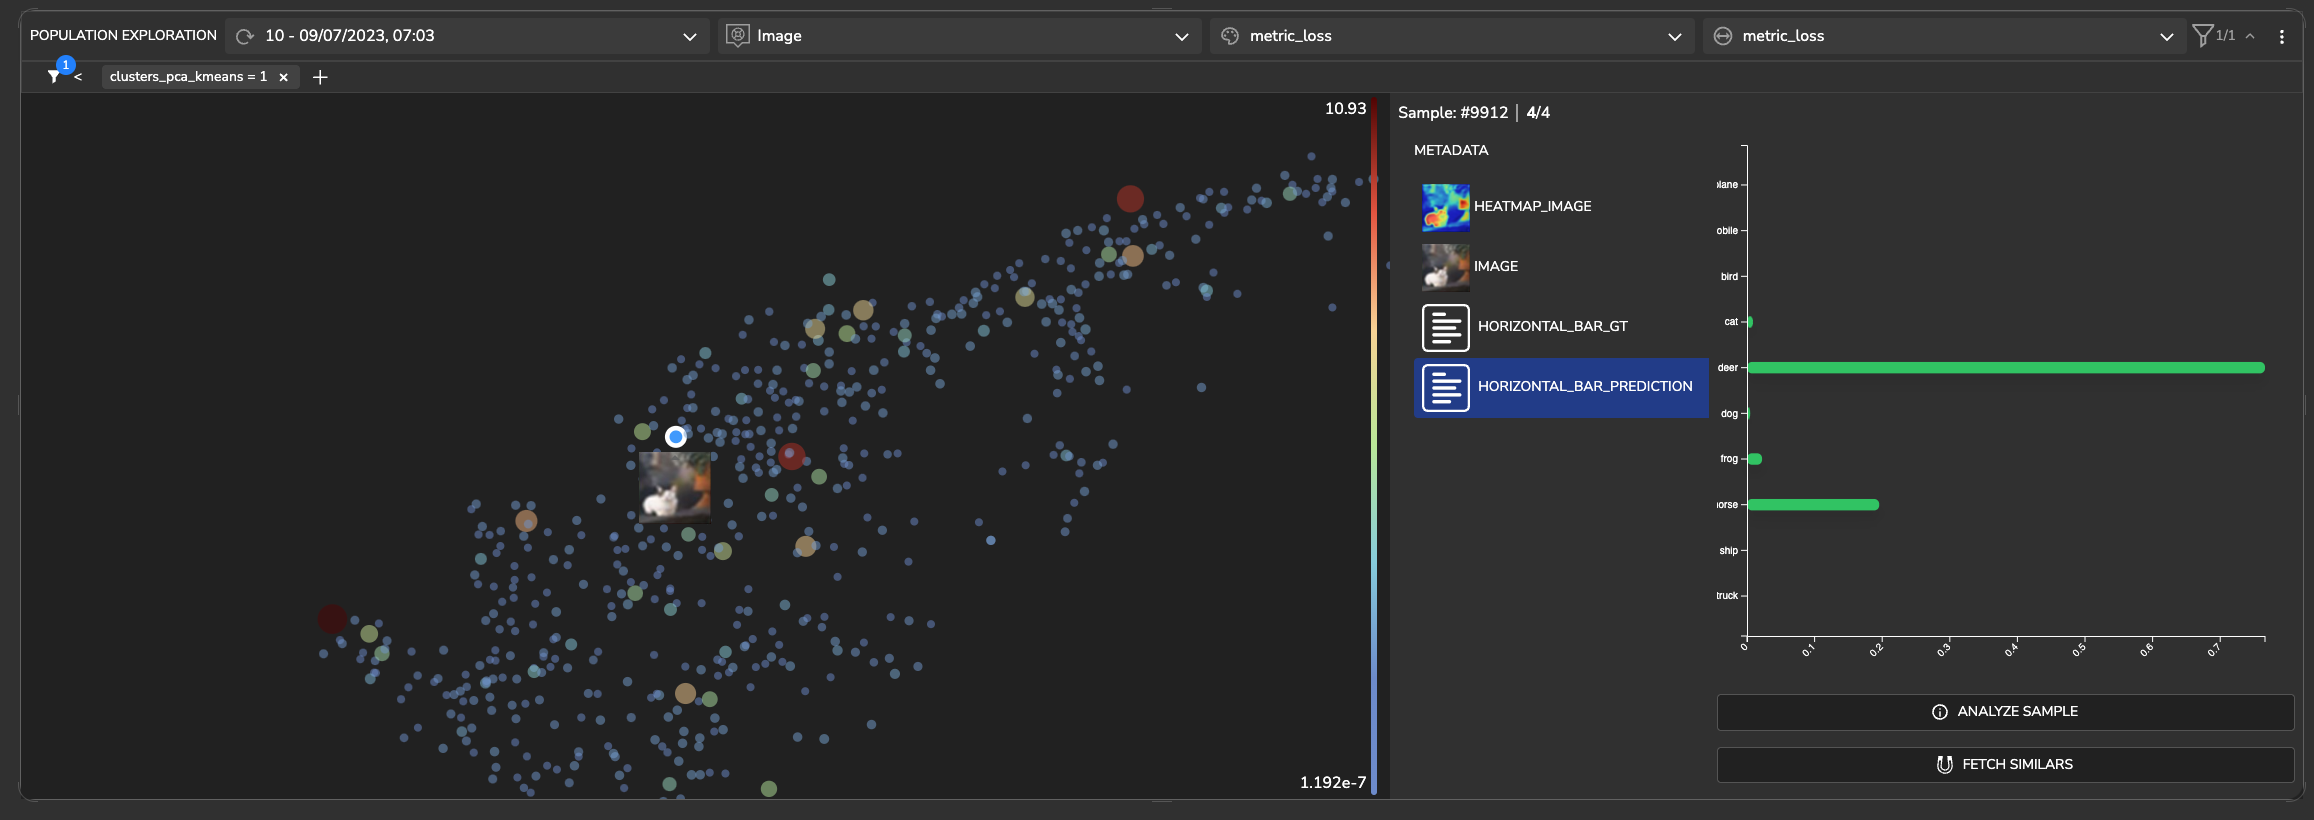 POPULATION EXPLORATION 10 - 09/07/2023, 07:03 Image metric_loss metric_loss 1/1
1 < clusters_pca_kmeans = 1 × +
10.93
1.192e-7
Sample: #9912 | 4/4
METADATA
HEATMAP_IMAGE
IMAGE
HORIZONTAL_BAR_GT
HORIZONTAL_BAR_PREDICTION
lane
obile
bird
cat
deer
dog
frog
orse
ship
truck
0 0.1 0.2 0.3 0.4 0.5 0.6 0.7
ANALYZE SAMPLE
FETCH SIMILARS